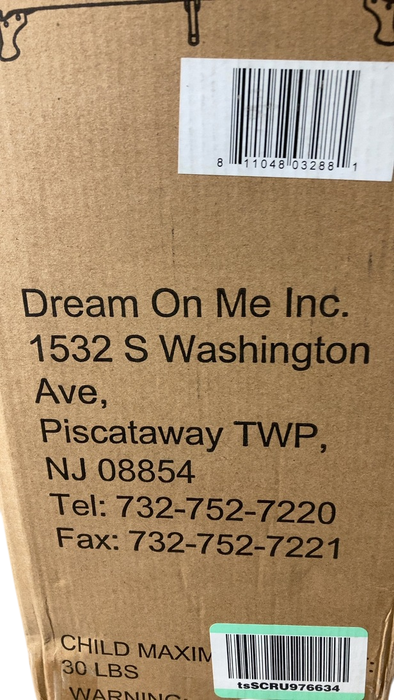 8 11048 03288 1
Dream On Me Inc.
1532 S Washington
Ave,
Piscataway TWP,
NJ 08854
Tel: 732-752-7220
Fax: 732-752-7221
CHILD MAXIM
30 LBS
tsSCRU976634
WARNING: